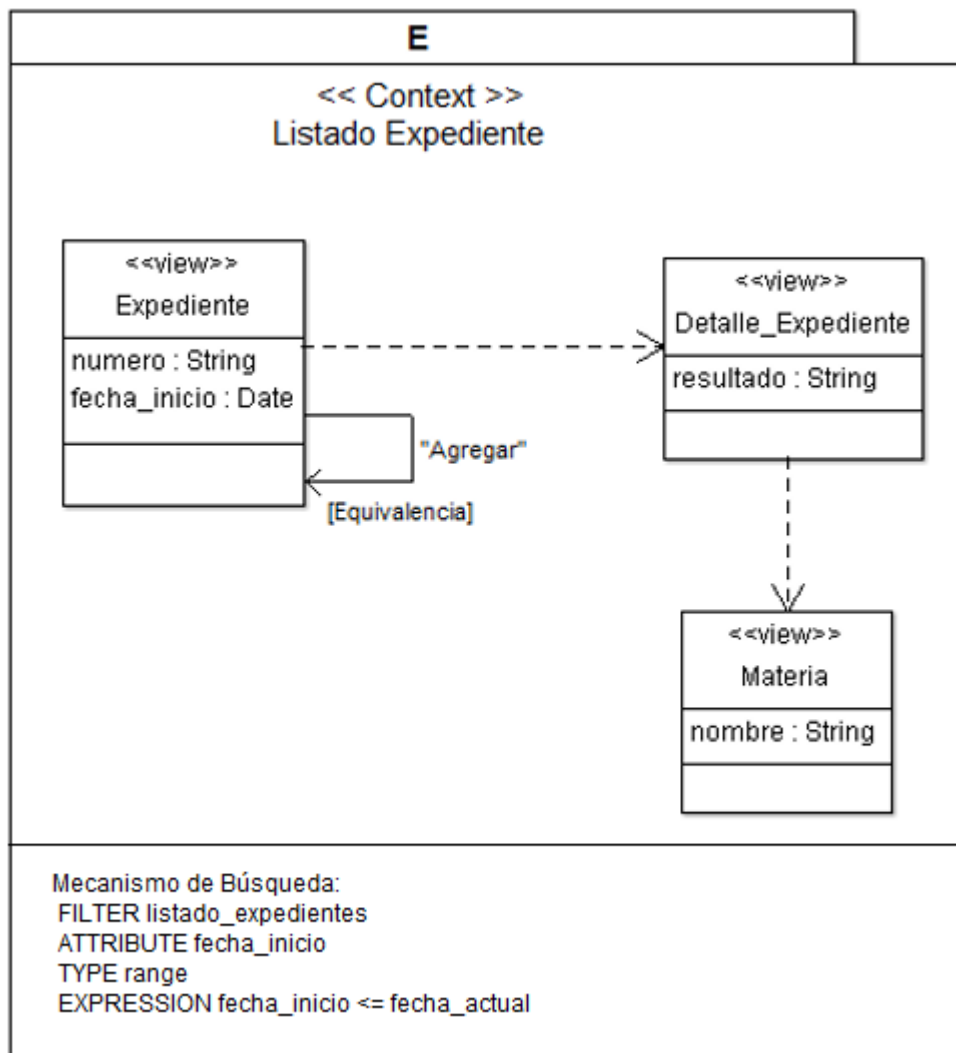 E
<< Context >>
Listado Expediente
<<view>>
Expediente
numero : String
fecha_inicio : Date
"Agregar"
[Equivalencia]
<<view>>
Detalle_Expediente
resultado : String
<<view>>
Materia
nombre : String
Mecanismo de Búsqueda:
FILTER listado_expedientes
ATTRIBUTE fecha_inicio
TYPE range
EXPRESSION fecha_inicio <= fecha_actual